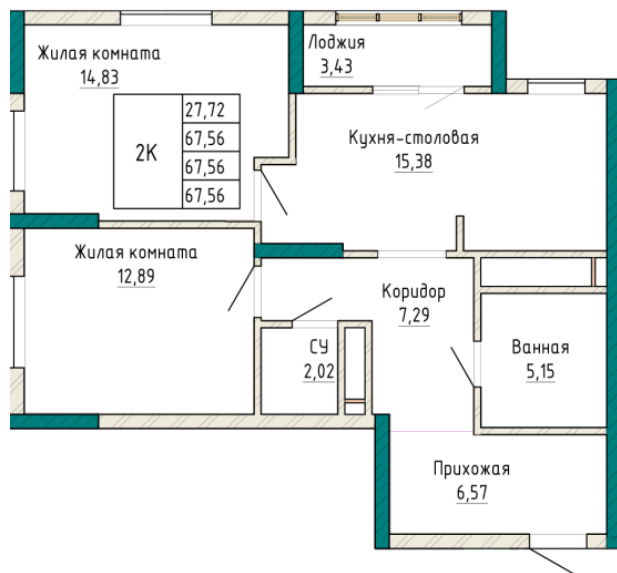 Жилая комната
14,83
Лоджия
3,43
2К
27,72
67,56
67,56
67,56
Кухня-столовая
15,38
Жилая комната
12,89
Коридор
7,29
СУ
2,02
Ванная
5,15
Прихожая
6,57